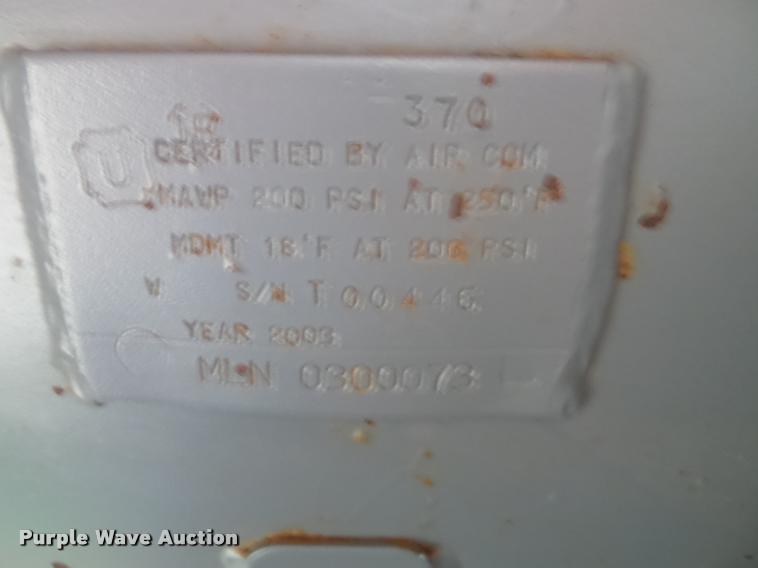 370
U CERTIFIED BY AIR COM
MAWP 200 PSI AT 250°F
MDMT 18°F AT 200 PSI
W S/N T00446
YEAR 2003
MLN 0300073
Purple Wave Auction